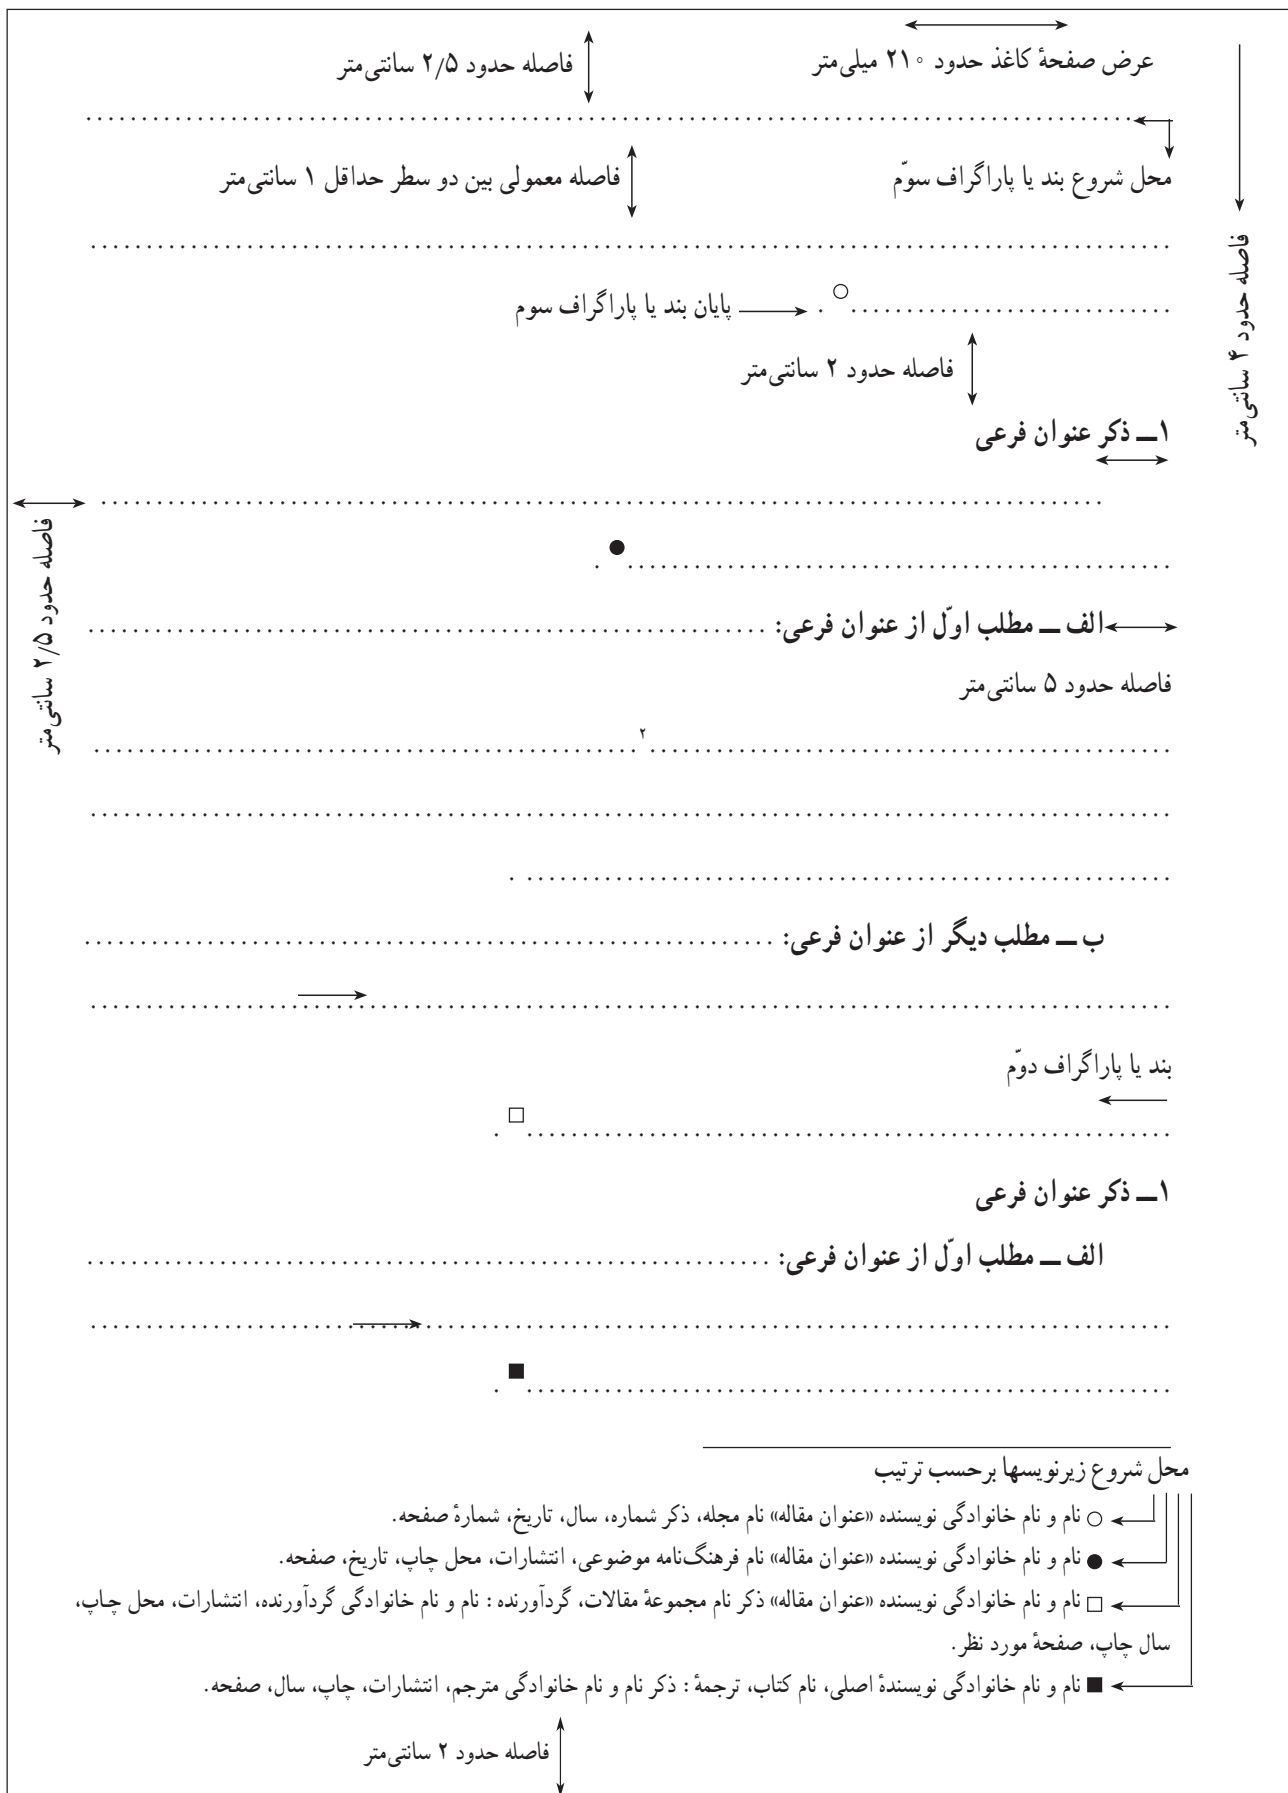 عرض صفحهٔ کاغذ حدود ۲۱۰ میلی‌متر
فاصله حدود ۲/۵ سانتی‌متر
محل شروع بند یا پاراگراف سوّم
فاصله معمولی بین دو سطر حداقل ۱ سانتی‌متر
فاصله حدود ۴ سانتی‌متر
پایان بند یا پاراگراف سوم
فاصله حدود ۲ سانتی‌متر
۱ــ ذکر عنوان فرعی
فاصله حدود ۲/۵ سانتی‌متر
الف ــ مطلب اوّل از عنوان فرعی:
فاصله حدود ۵ سانتی‌متر
۲
ب ــ مطلب دیگر از عنوان فرعی:
بند یا پاراگراف دوّم
۱ــ ذکر عنوان فرعی
الف ــ مطلب اوّل از عنوان فرعی:
محل شروع زیرنویسها برحسب ترتیب
○ نام و نام خانوادگی نویسنده «عنوان مقاله» نام مجله، ذکر شماره، سال، تاریخ، شمارهٔ صفحه.
● نام و نام خانوادگی نویسنده «عنوان مقاله» نام فرهنگ‌نامه موضوعی، انتشارات، محل چاپ، تاریخ، صفحه.
□ نام و نام خانوادگی نویسنده «عنوان مقاله» ذکر نام مجموعهٔ مقالات، گردآورنده : نام و نام خانوادگی گردآورنده، انتشارات، محل چاپ،
سال چاپ، صفحهٔ مورد نظر.
■ نام و نام خانوادگی نویسندهٔ اصلی، نام کتاب، ترجمهٔ : ذکر نام و نام خانوادگی مترجم، انتشارات، چاپ، سال، صفحه.
فاصله حدود ۲ سانتی‌متر